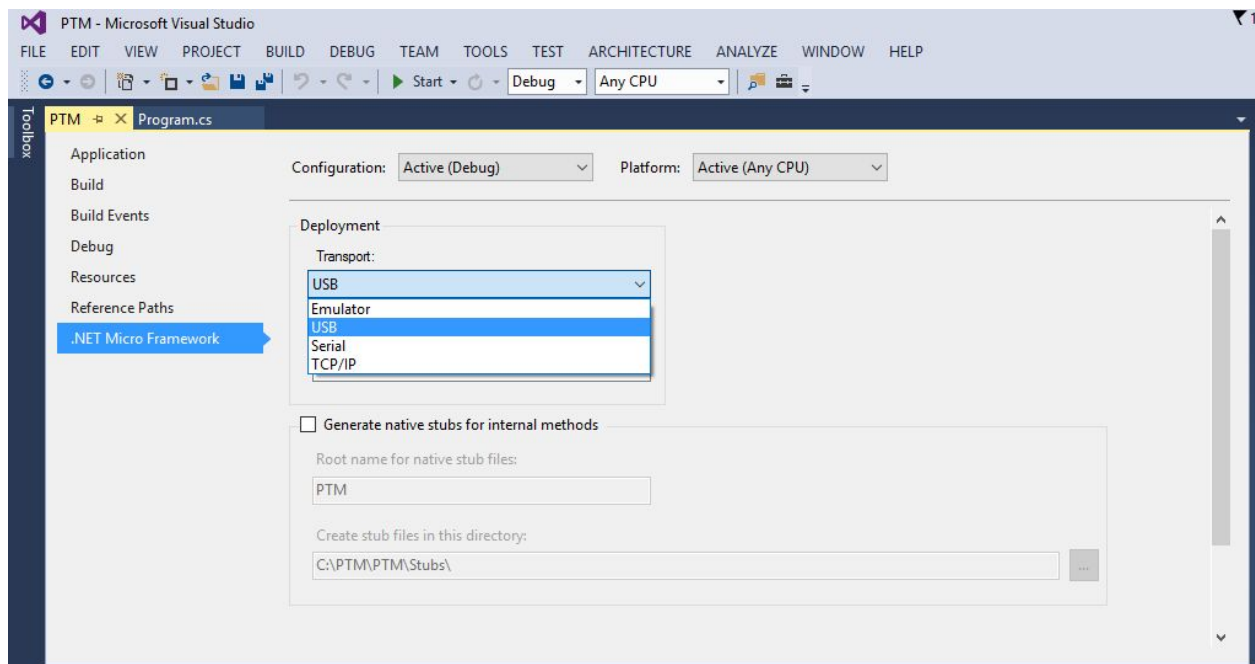 PTM - Microsoft Visual Studio
1
FILE EDIT VIEW PROJECT BUILD DEBUG TEAM TOOLS TEST ARCHITECTURE ANALYZE WINDOW HELP
Start Debug Any CPU
Toolbox
PTM Program.cs
Application
Build
Build Events
Debug
Resources
Reference Paths
.NET Micro Framework
Configuration: Active (Debug) Platform: Active (Any CPU)
Deployment
Transport:
USB
Emulator
USB
Serial
TCP/IP
Generate native stubs for internal methods
Root name for native stub files:
PTM
Create stub files in this directory:
C:\PTM\PTM\Stubs\
...